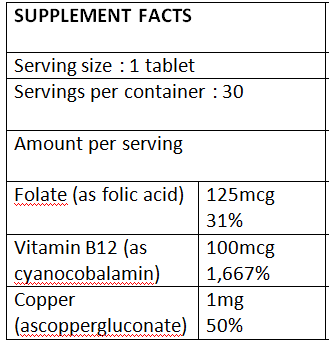 SUPPLEMENT FACTS
Serving size : 1 tablet
Servings per container : 30
Amount per serving
Folate (as folic acid) 125mcg
31%
Vitamin B12 (as 100mcg
cyanocobalamin) 1,667%
Copper 1mg
(ascoppergluconate) 50%